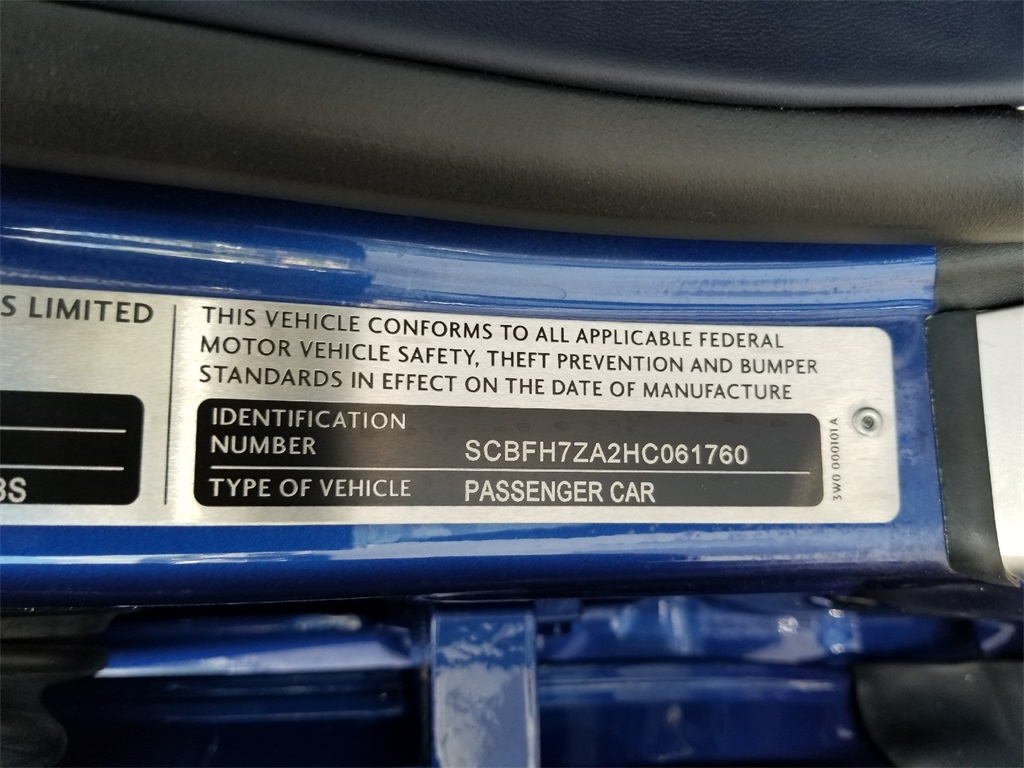 S LIMITED
THIS VEHICLE CONFORMS TO ALL APPLICABLE FEDERAL
MOTOR VEHICLE SAFETY, THEFT PREVENTION AND BUMPER
STANDARDS IN EFFECT ON THE DATE OF MANUFACTURE
IDENTIFICATION
NUMBER SCBFH7ZA2HC061760
TYPE OF VEHICLE PASSENGER CAR
BS
3W0 000101A